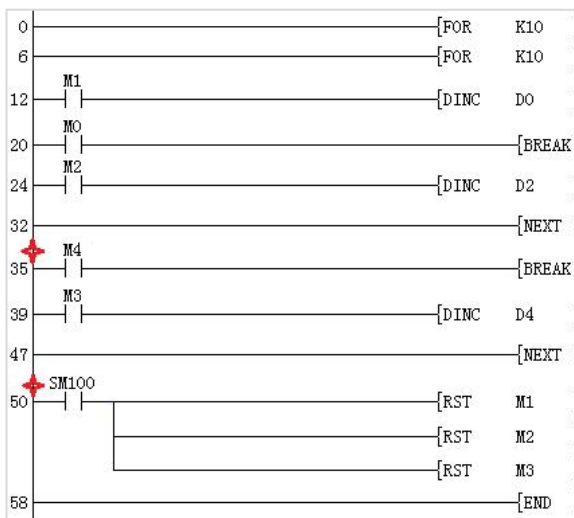 0 [FOR K10
6 [FOR K10
M1
12 [DINC D0
M0
20 [BREAK
M2
24 [DINC D2
32 [NEXT
M4
35 [BREAK
M3
39 [DINC D4
47 [NEXT
SM100
50 [RST M1
[RST M2
[RST M3
58 [END